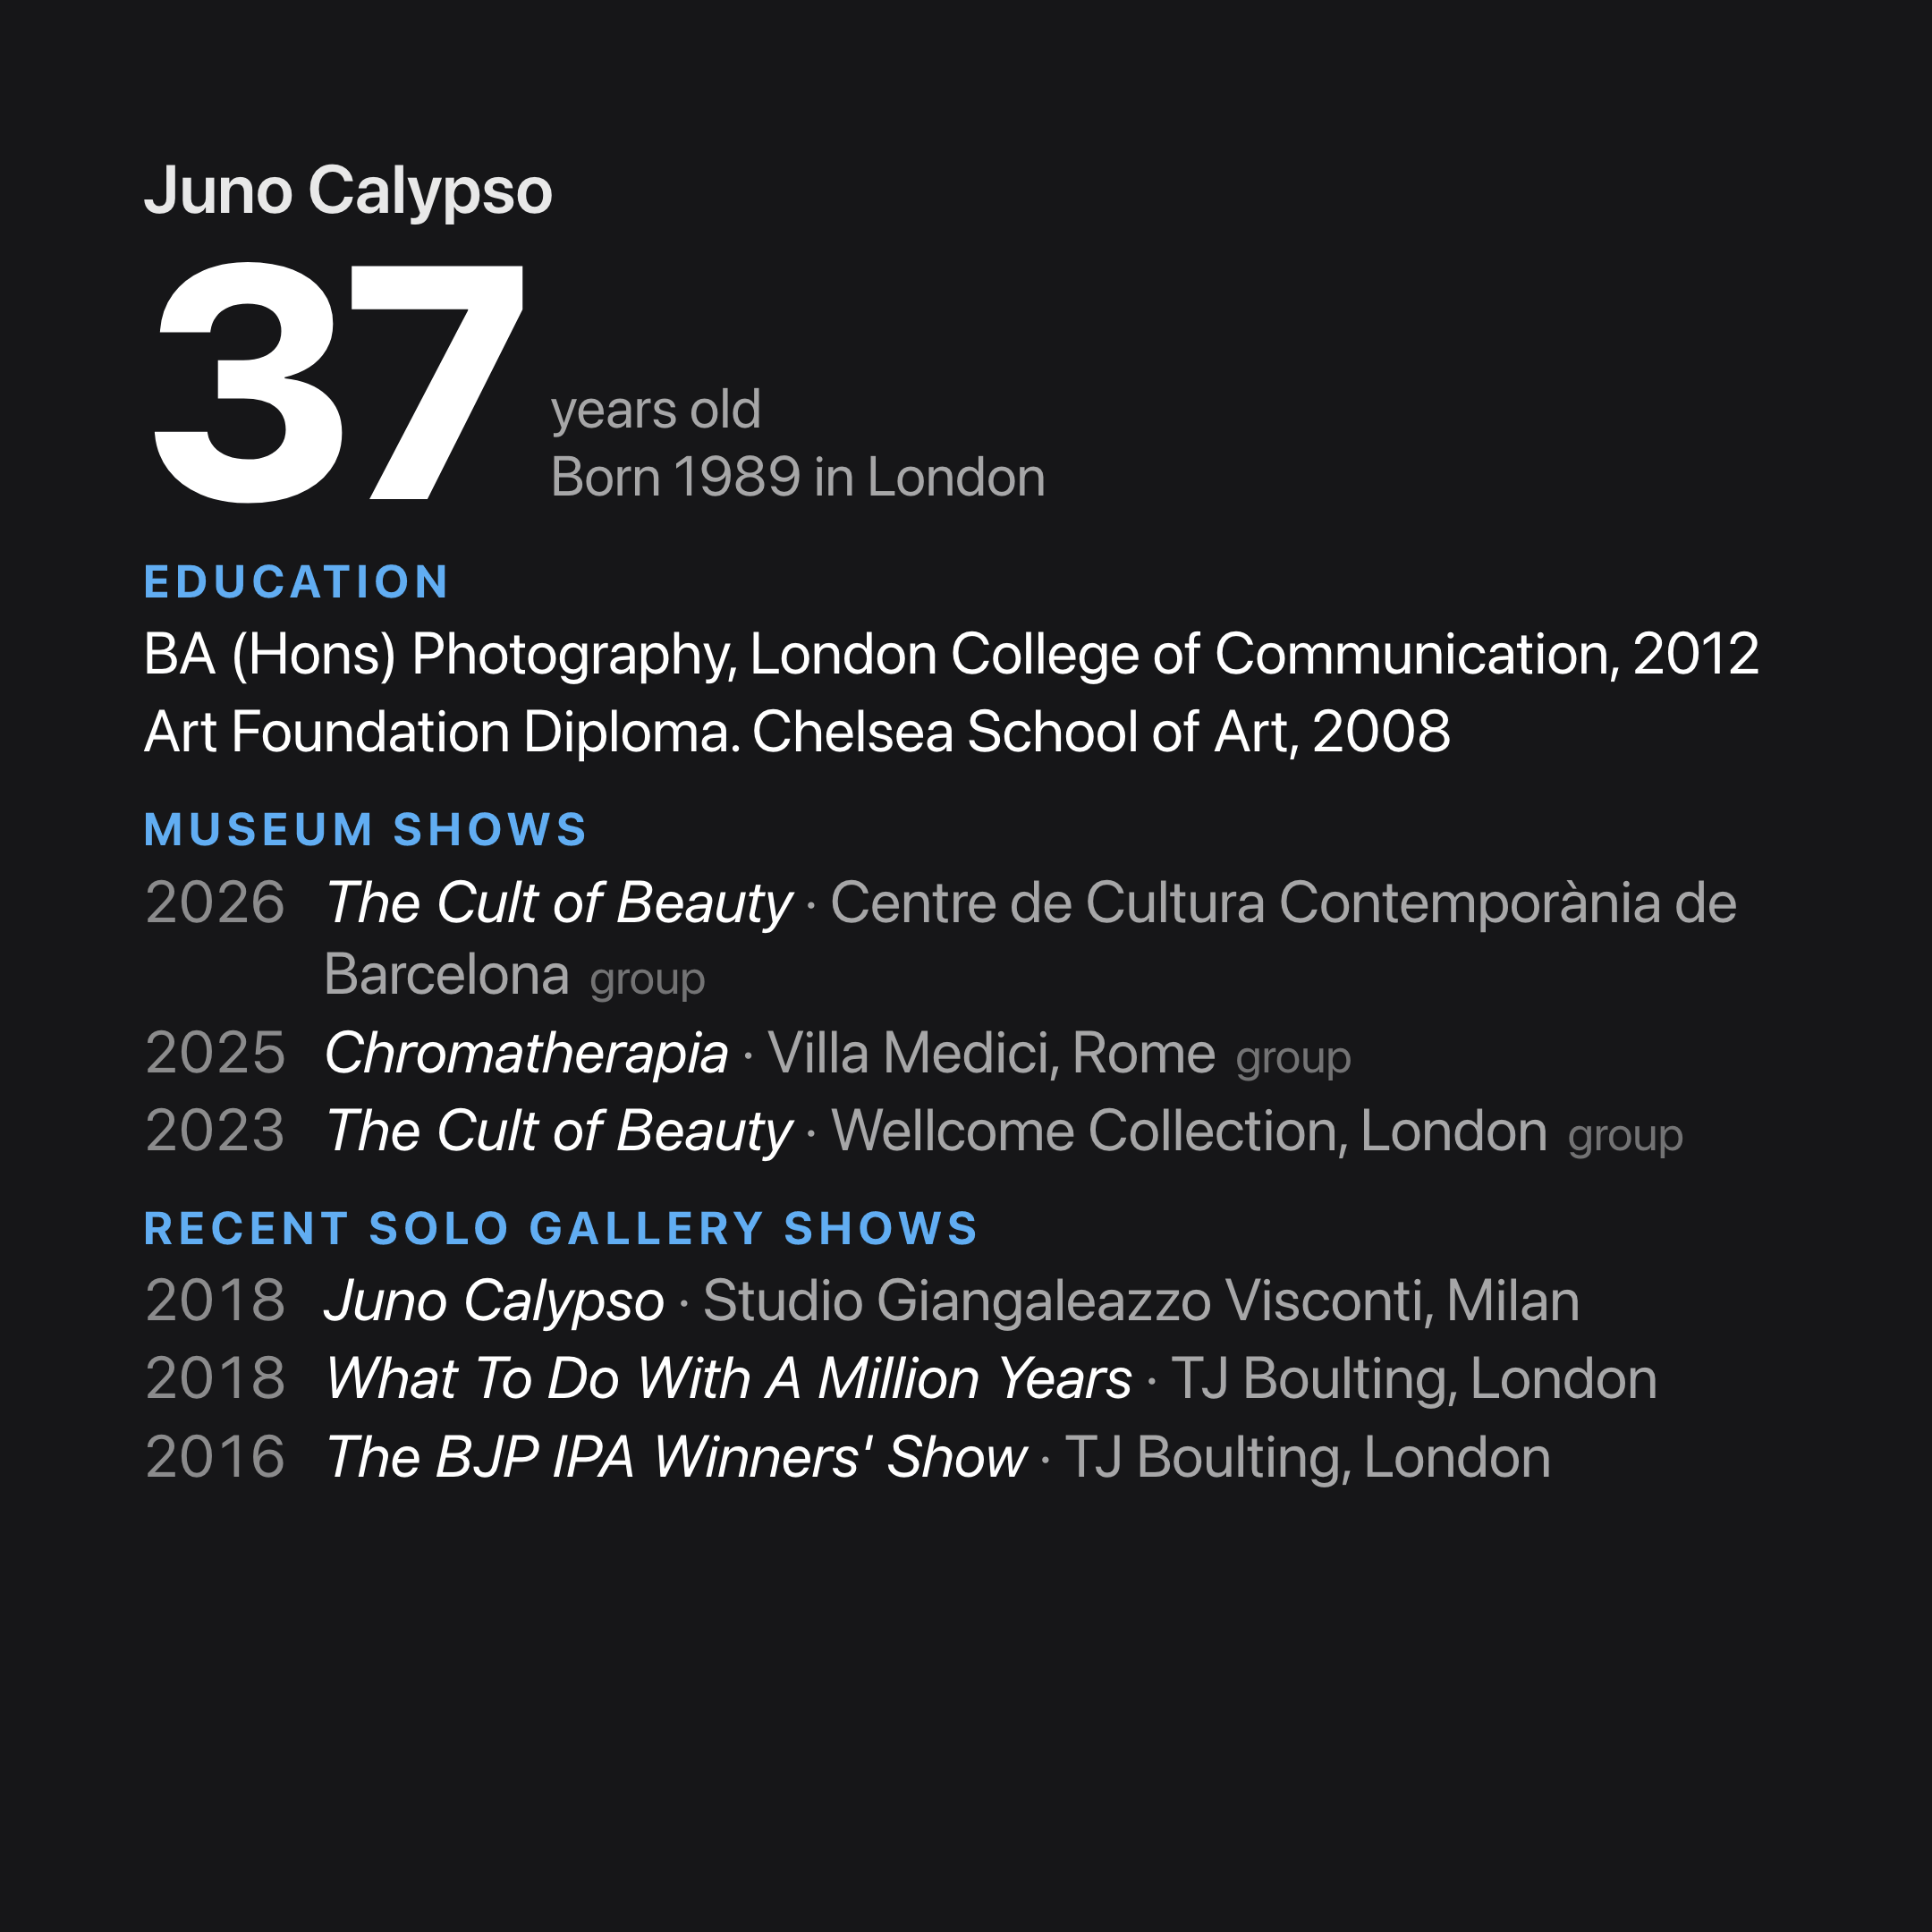 Juno Calypso
37
years old
Born 1989 in London
EDUCATION
BA (Hons) Photography, London College of Communication, 2012
Art Foundation Diploma. Chelsea School of Art, 2008
MUSEUM SHOWS
2026 The Cult of Beauty · Centre de Cultura Contemporània de
Barcelona group
2025 Chromatherapia · Villa Medici, Rome group
2023 The Cult of Beauty · Wellcome Collection, London group
RECENT SOLO GALLERY SHOWS
2018 Juno Calypso · Studio Giangaleazzo Visconti, Milan
2018 What To Do With A Million Years · TJ Boulting, London
2016 The BJP IPA Winners' Show · TJ Boulting, London